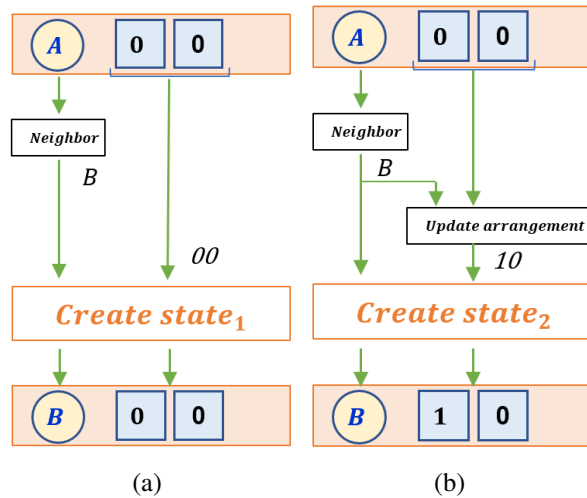 A 0 0
Neighbor
B
00
Create state1
B 0 0
(a)
A 0 0
Neighbor
B
Update arrangement
10
Create state2
B 1 0
(b)